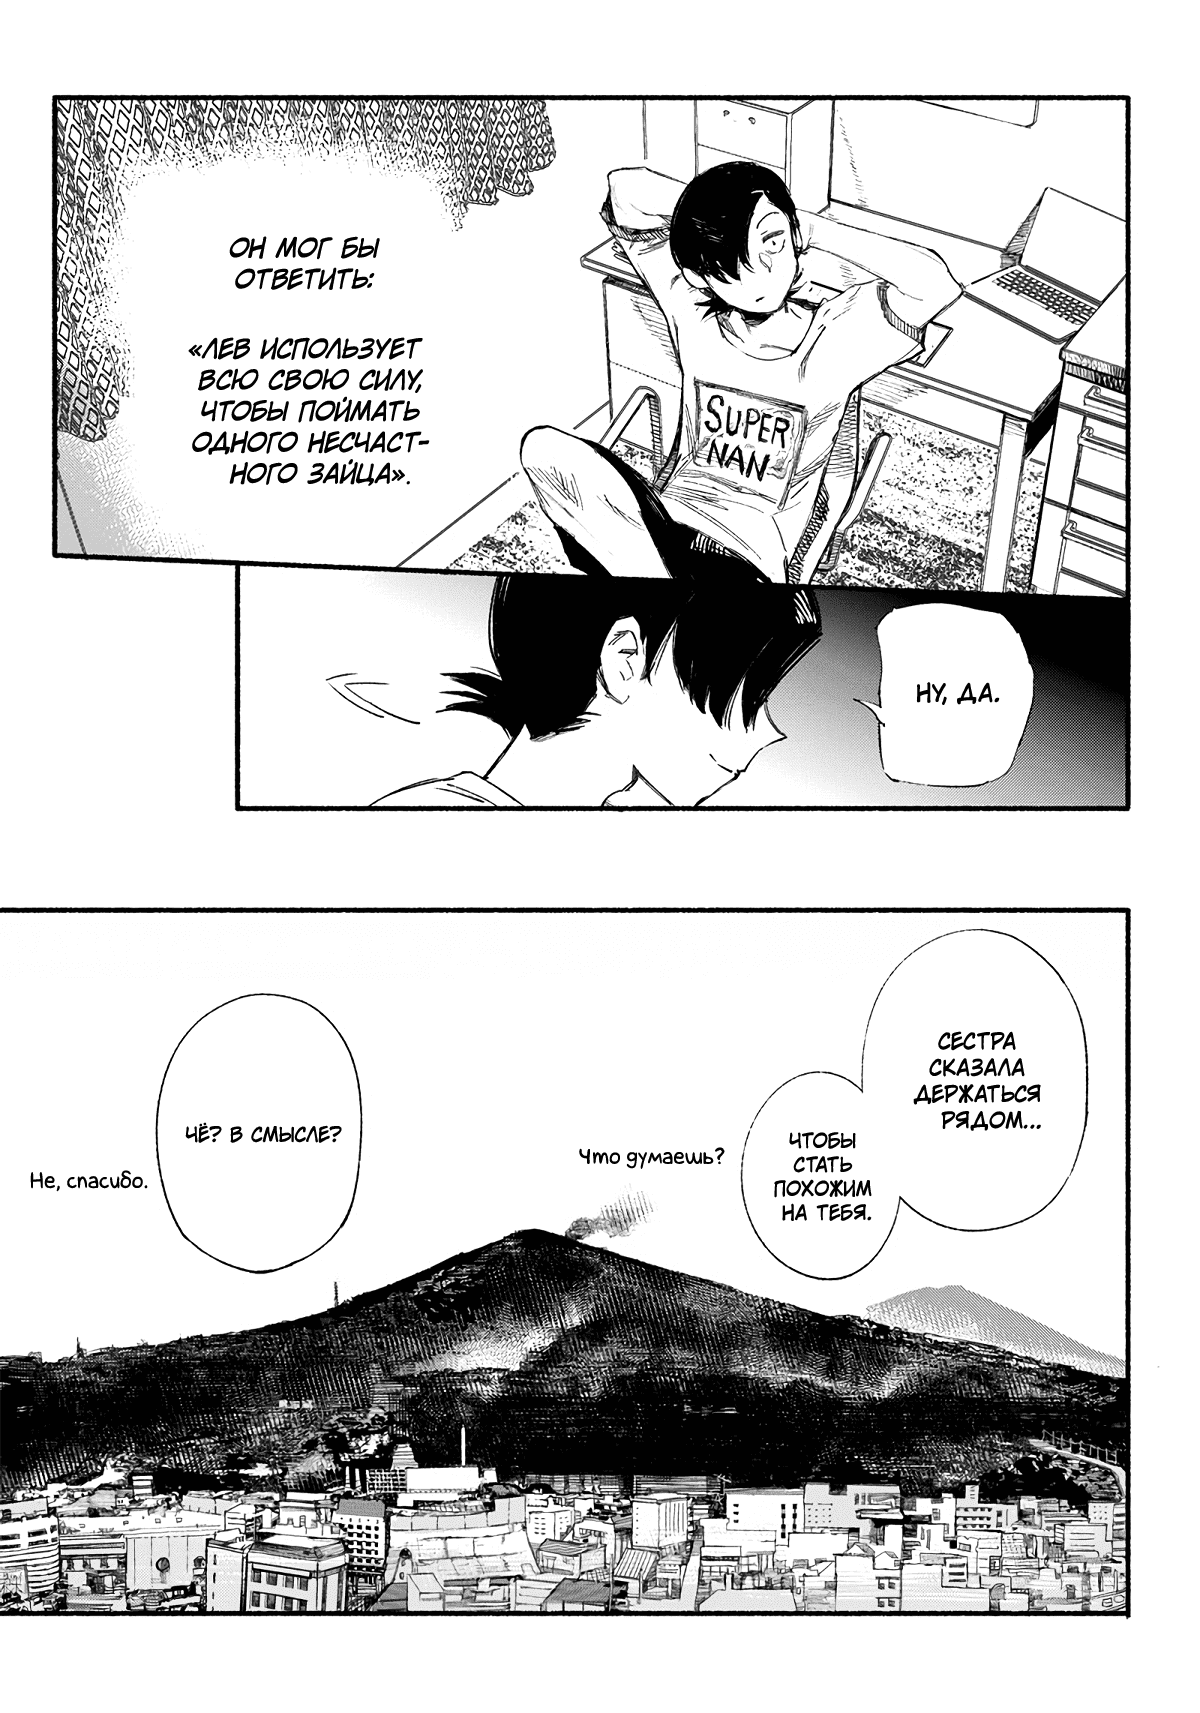 ОН МОГ БЫ
ОТВЕТИТЬ:
«ЛЕВ ИСПОЛЬЗУЕТ
ВСЮ СВОЮ СИЛУ,
ЧТОБЫ ПОЙМАТЬ
ОДНОГО НЕСЧАСТ-
НОГО ЗАЙЦА».
SUPER
NAN
НУ, ДА.
СЕСТРА
СКАЗАЛА
ДЕРЖАТЬСЯ
РЯДОМ...
ЧТОБЫ
СТАТЬ
ПОХОЖИМ
НА ТЕБЯ.
Что думаешь?
ЧЁ? В СМЫСЛЕ?
Не, спасибо.